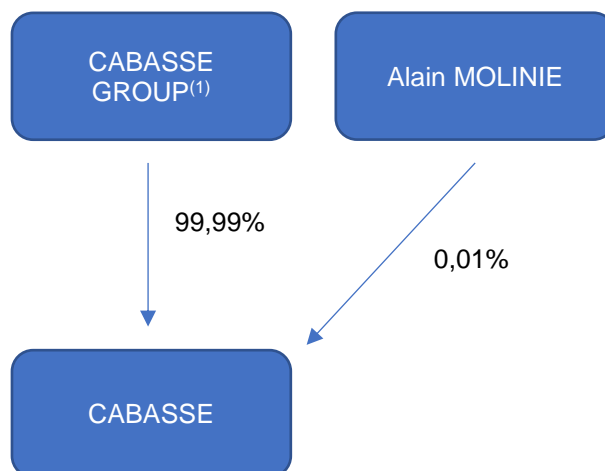 CABASSE
GROUP(1)
Alain MOLINIE
99,99%
0,01%
CABASSE